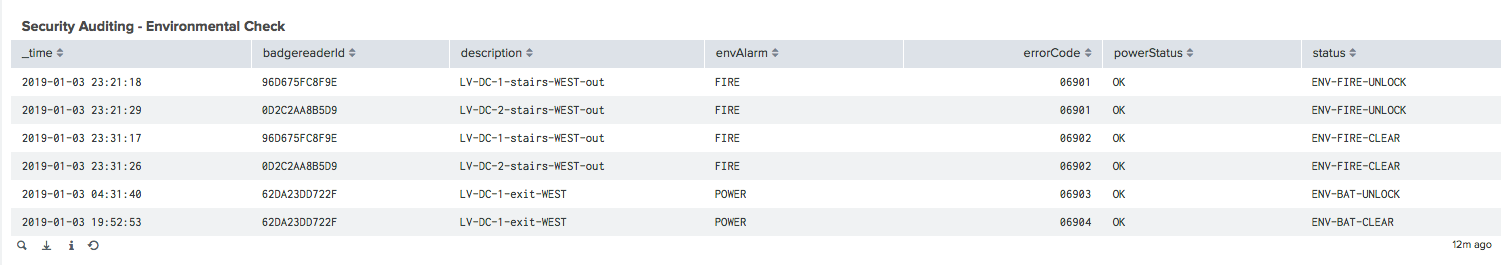 Security Auditing - Environmental Check
_time badgereaderId description envAlarm errorCode powerStatus status
2019-01-03 23:21:18 96D675FC8F9E LV-DC-1-stairs-WEST-out FIRE 06901 OK ENV-FIRE-UNLOCK
2019-01-03 23:21:29 0D2C2AA8B5D9 LV-DC-2-stairs-WEST-out FIRE 06901 OK ENV-FIRE-UNLOCK
2019-01-03 23:31:17 96D675FC8F9E LV-DC-1-stairs-WEST-out FIRE 06902 OK ENV-FIRE-CLEAR
2019-01-03 23:31:26 0D2C2AA8B5D9 LV-DC-2-stairs-WEST-out FIRE 06902 OK ENV-FIRE-CLEAR
2019-01-03 04:31:40 62DA23DD722F LV-DC-1-exit-WEST POWER 06903 OK ENV-BAT-UNLOCK
2019-01-03 19:52:53 62DA23DD722F LV-DC-1-exit-WEST POWER 06904 OK ENV-BAT-CLEAR
12m ago